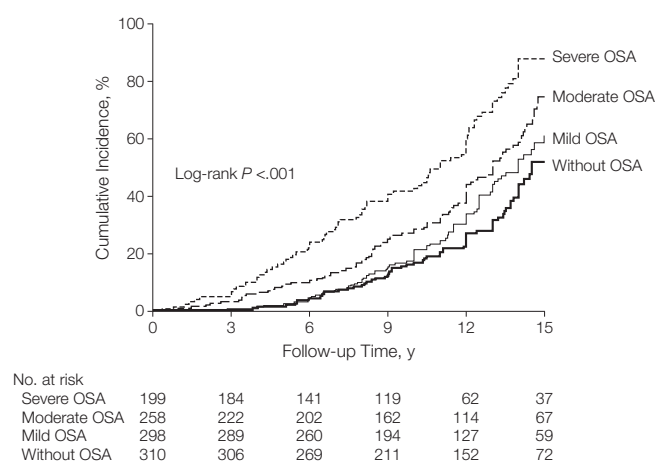 100
80
60
40
20
0
Cumulative Incidence, %
Log-rank P <.001
Severe OSA
Moderate OSA
Mild OSA
Without OSA
0 3 6 9 12 15
Follow-up Time, y
No. at risk
Severe OSA 199 184 141 119 62 37
Moderate OSA 258 222 202 162 114 67
Mild OSA 298 289 260 194 127 59
Without OSA 310 306 269 211 152 72